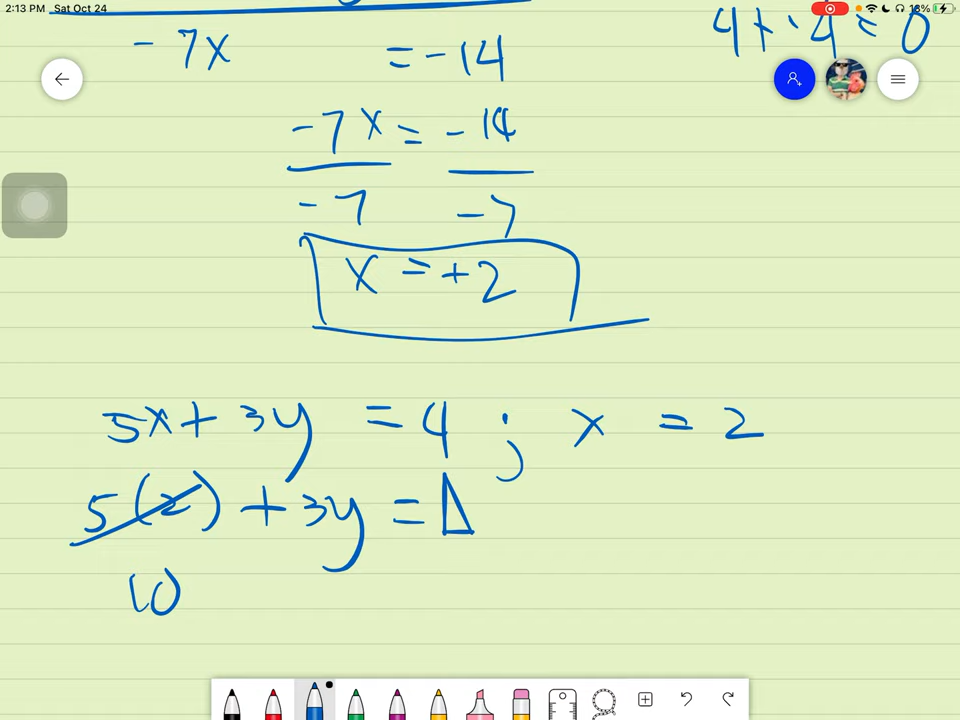 2:13 PM Sat Oct 24
18%
4x · 4 = 0
- 7x = - 14
- 7x = - 14
- 7 - 7
x = + 2
5x + 3y = 4 ; x = 2
5 (2) + 3y = 4
10